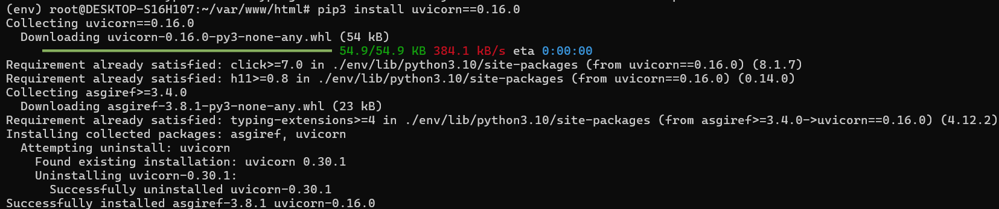 (env) root@DESKTOP-S16H107:~/var/www/html# pip3 install uvicorn==0.16.0
Collecting uvicorn==0.16.0
  Downloading uvicorn-0.16.0-py3-none-any.whl (54 kB)
     54.9/54.9 KB 384.1 kB/s eta 0:00:00
Requirement already satisfied: click>=7.0 in ./env/lib/python3.10/site-packages (from uvicorn==0.16.0) (8.1.7)
Requirement already satisfied: h11>=0.8 in ./env/lib/python3.10/site-packages (from uvicorn==0.16.0) (0.14.0)
Collecting asgiref>=3.4.0
  Downloading asgiref-3.8.1-py3-none-any.whl (23 kB)
Requirement already satisfied: typing-extensions>=4 in ./env/lib/python3.10/site-packages (from asgiref>=3.4.0->uvicorn==0.16.0) (4.12.2)
Installing collected packages: asgiref, uvicorn
  Attempting uninstall: uvicorn
    Found existing installation: uvicorn 0.30.1
    Uninstalling uvicorn-0.30.1:
      Successfully uninstalled uvicorn-0.30.1
Successfully installed asgiref-3.8.1 uvicorn-0.16.0